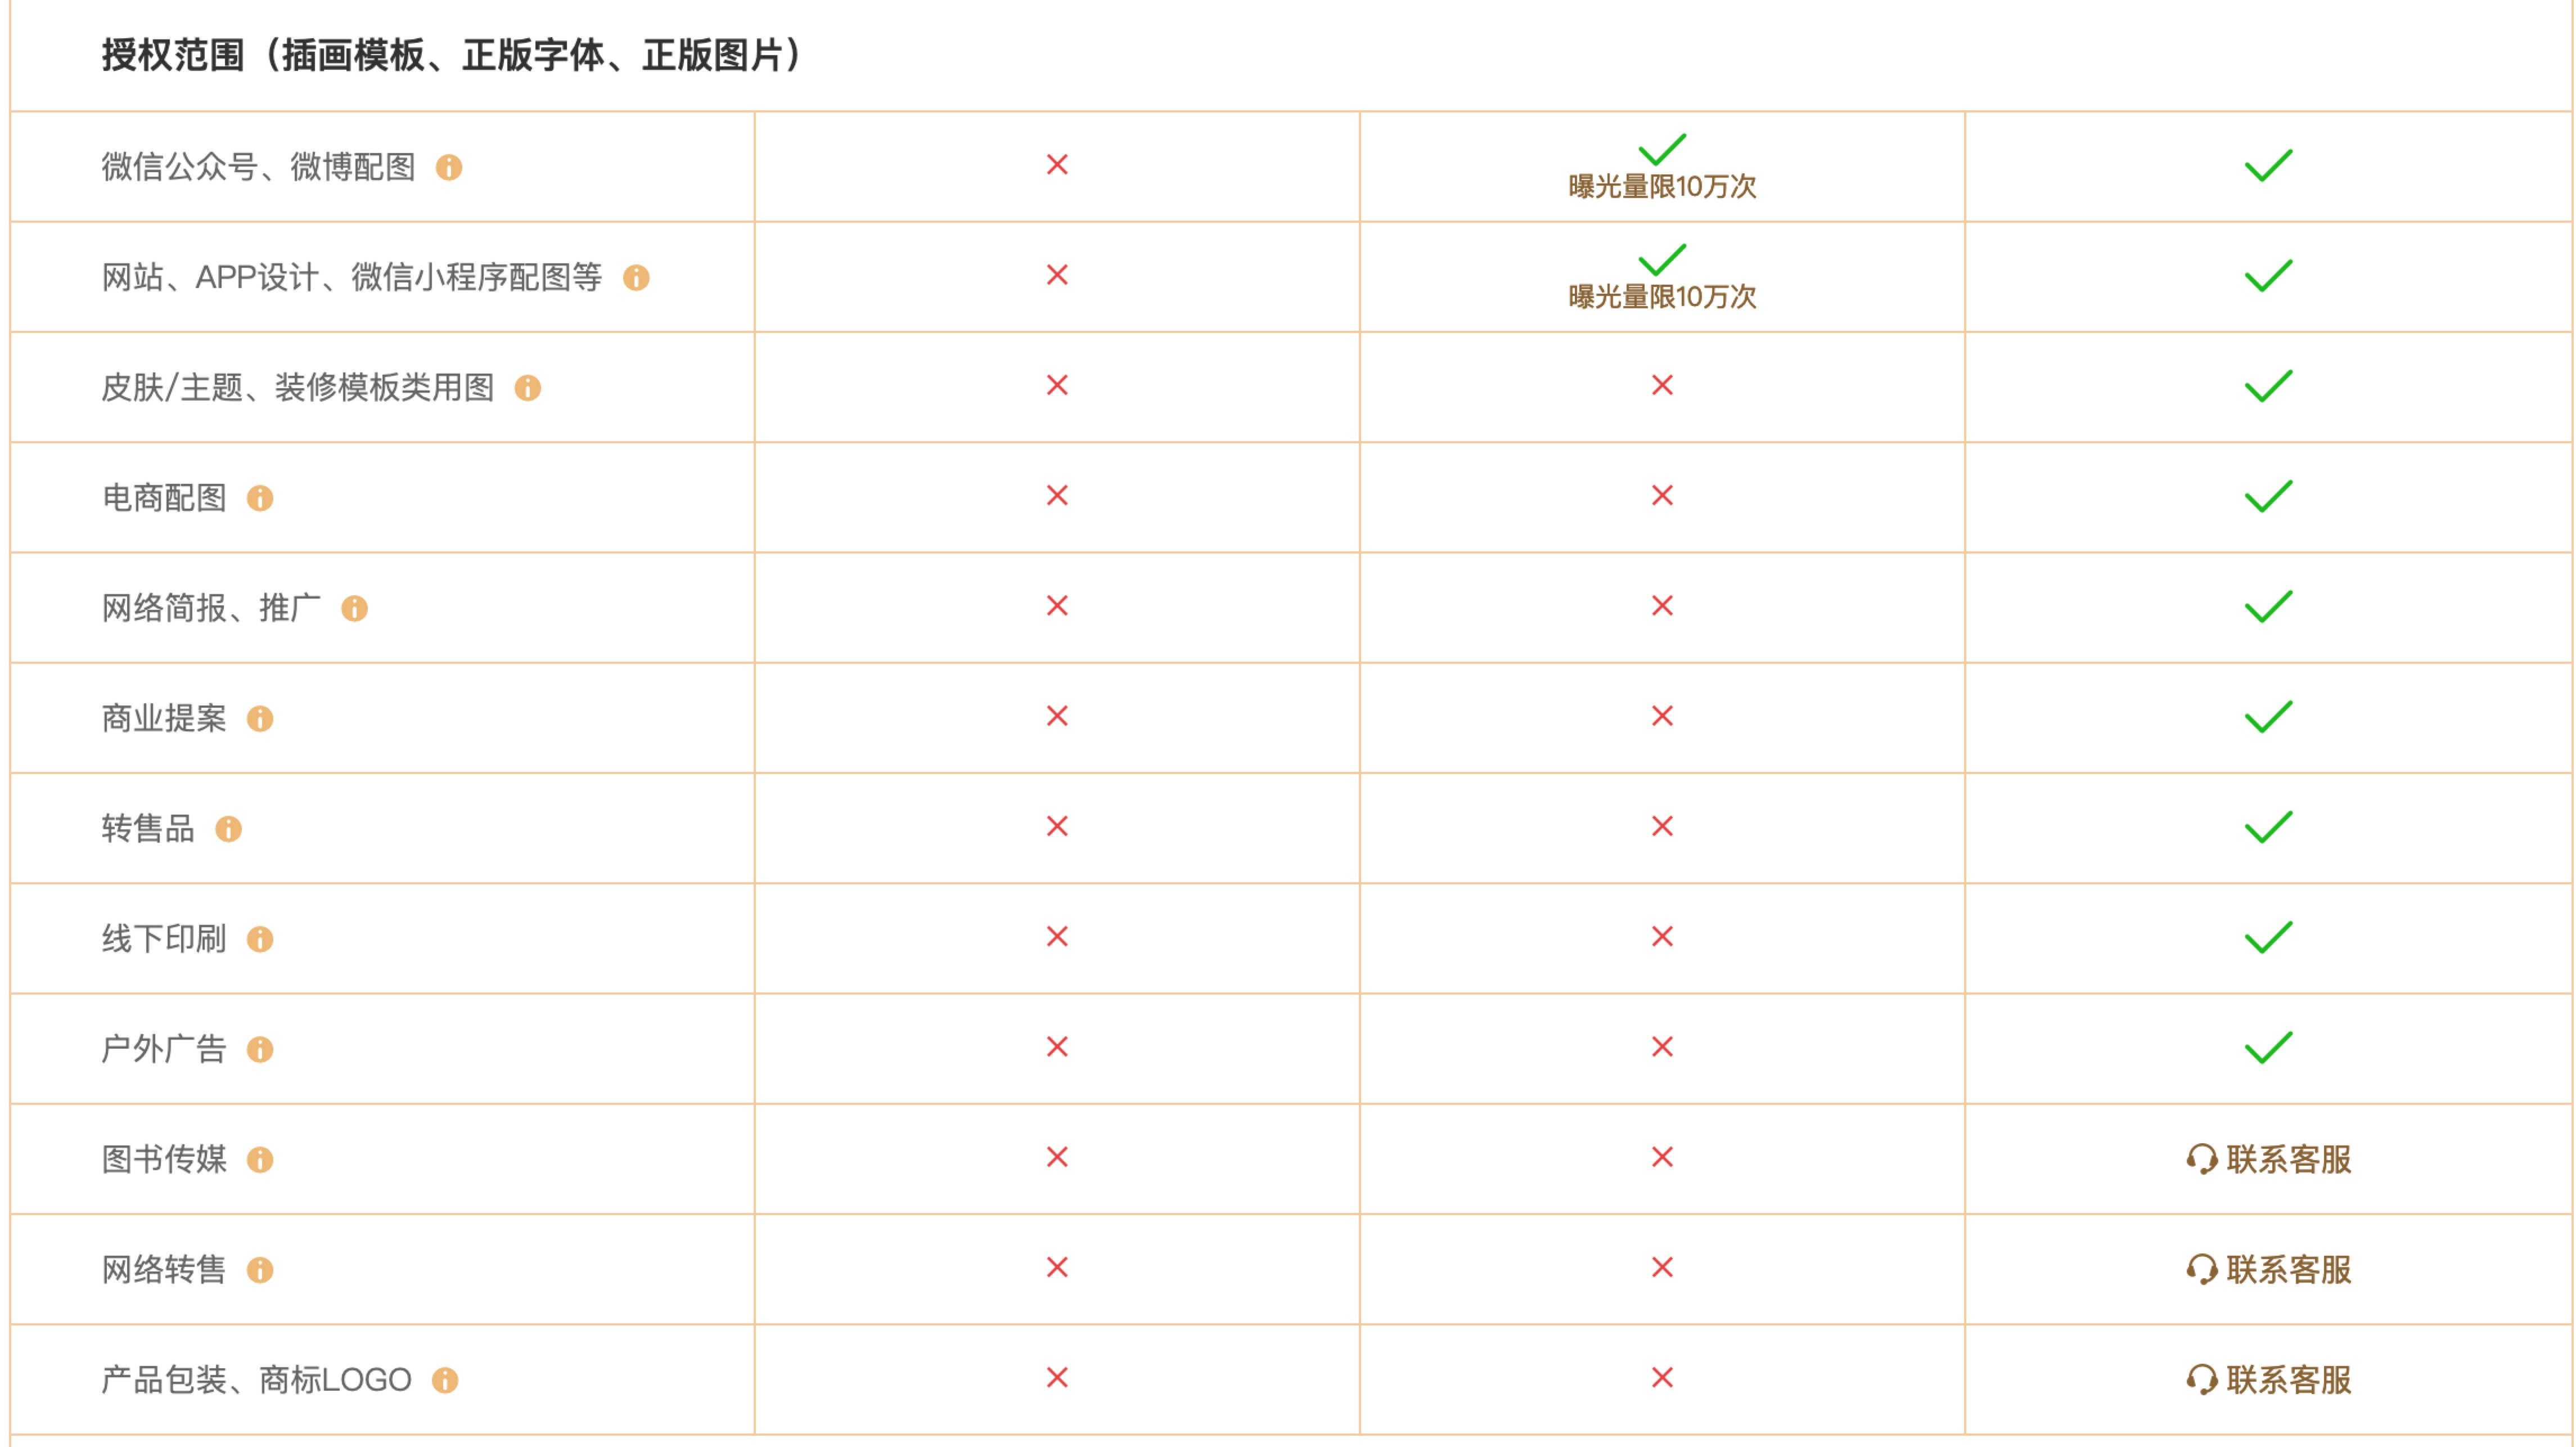 授权范围（插画模板、正版字体、正版图片）
微信公众号、微博配图
曝光量限10万次
网站、APP设计、微信小程序配图等
曝光量限10万次
皮肤/主题、装修模板类用图
电商配图
网络简报、推广
商业提案
转售品
线下印刷
户外广告
图书传媒
联系客服
网络转售
联系客服
产品包装、商标LOGO
联系客服